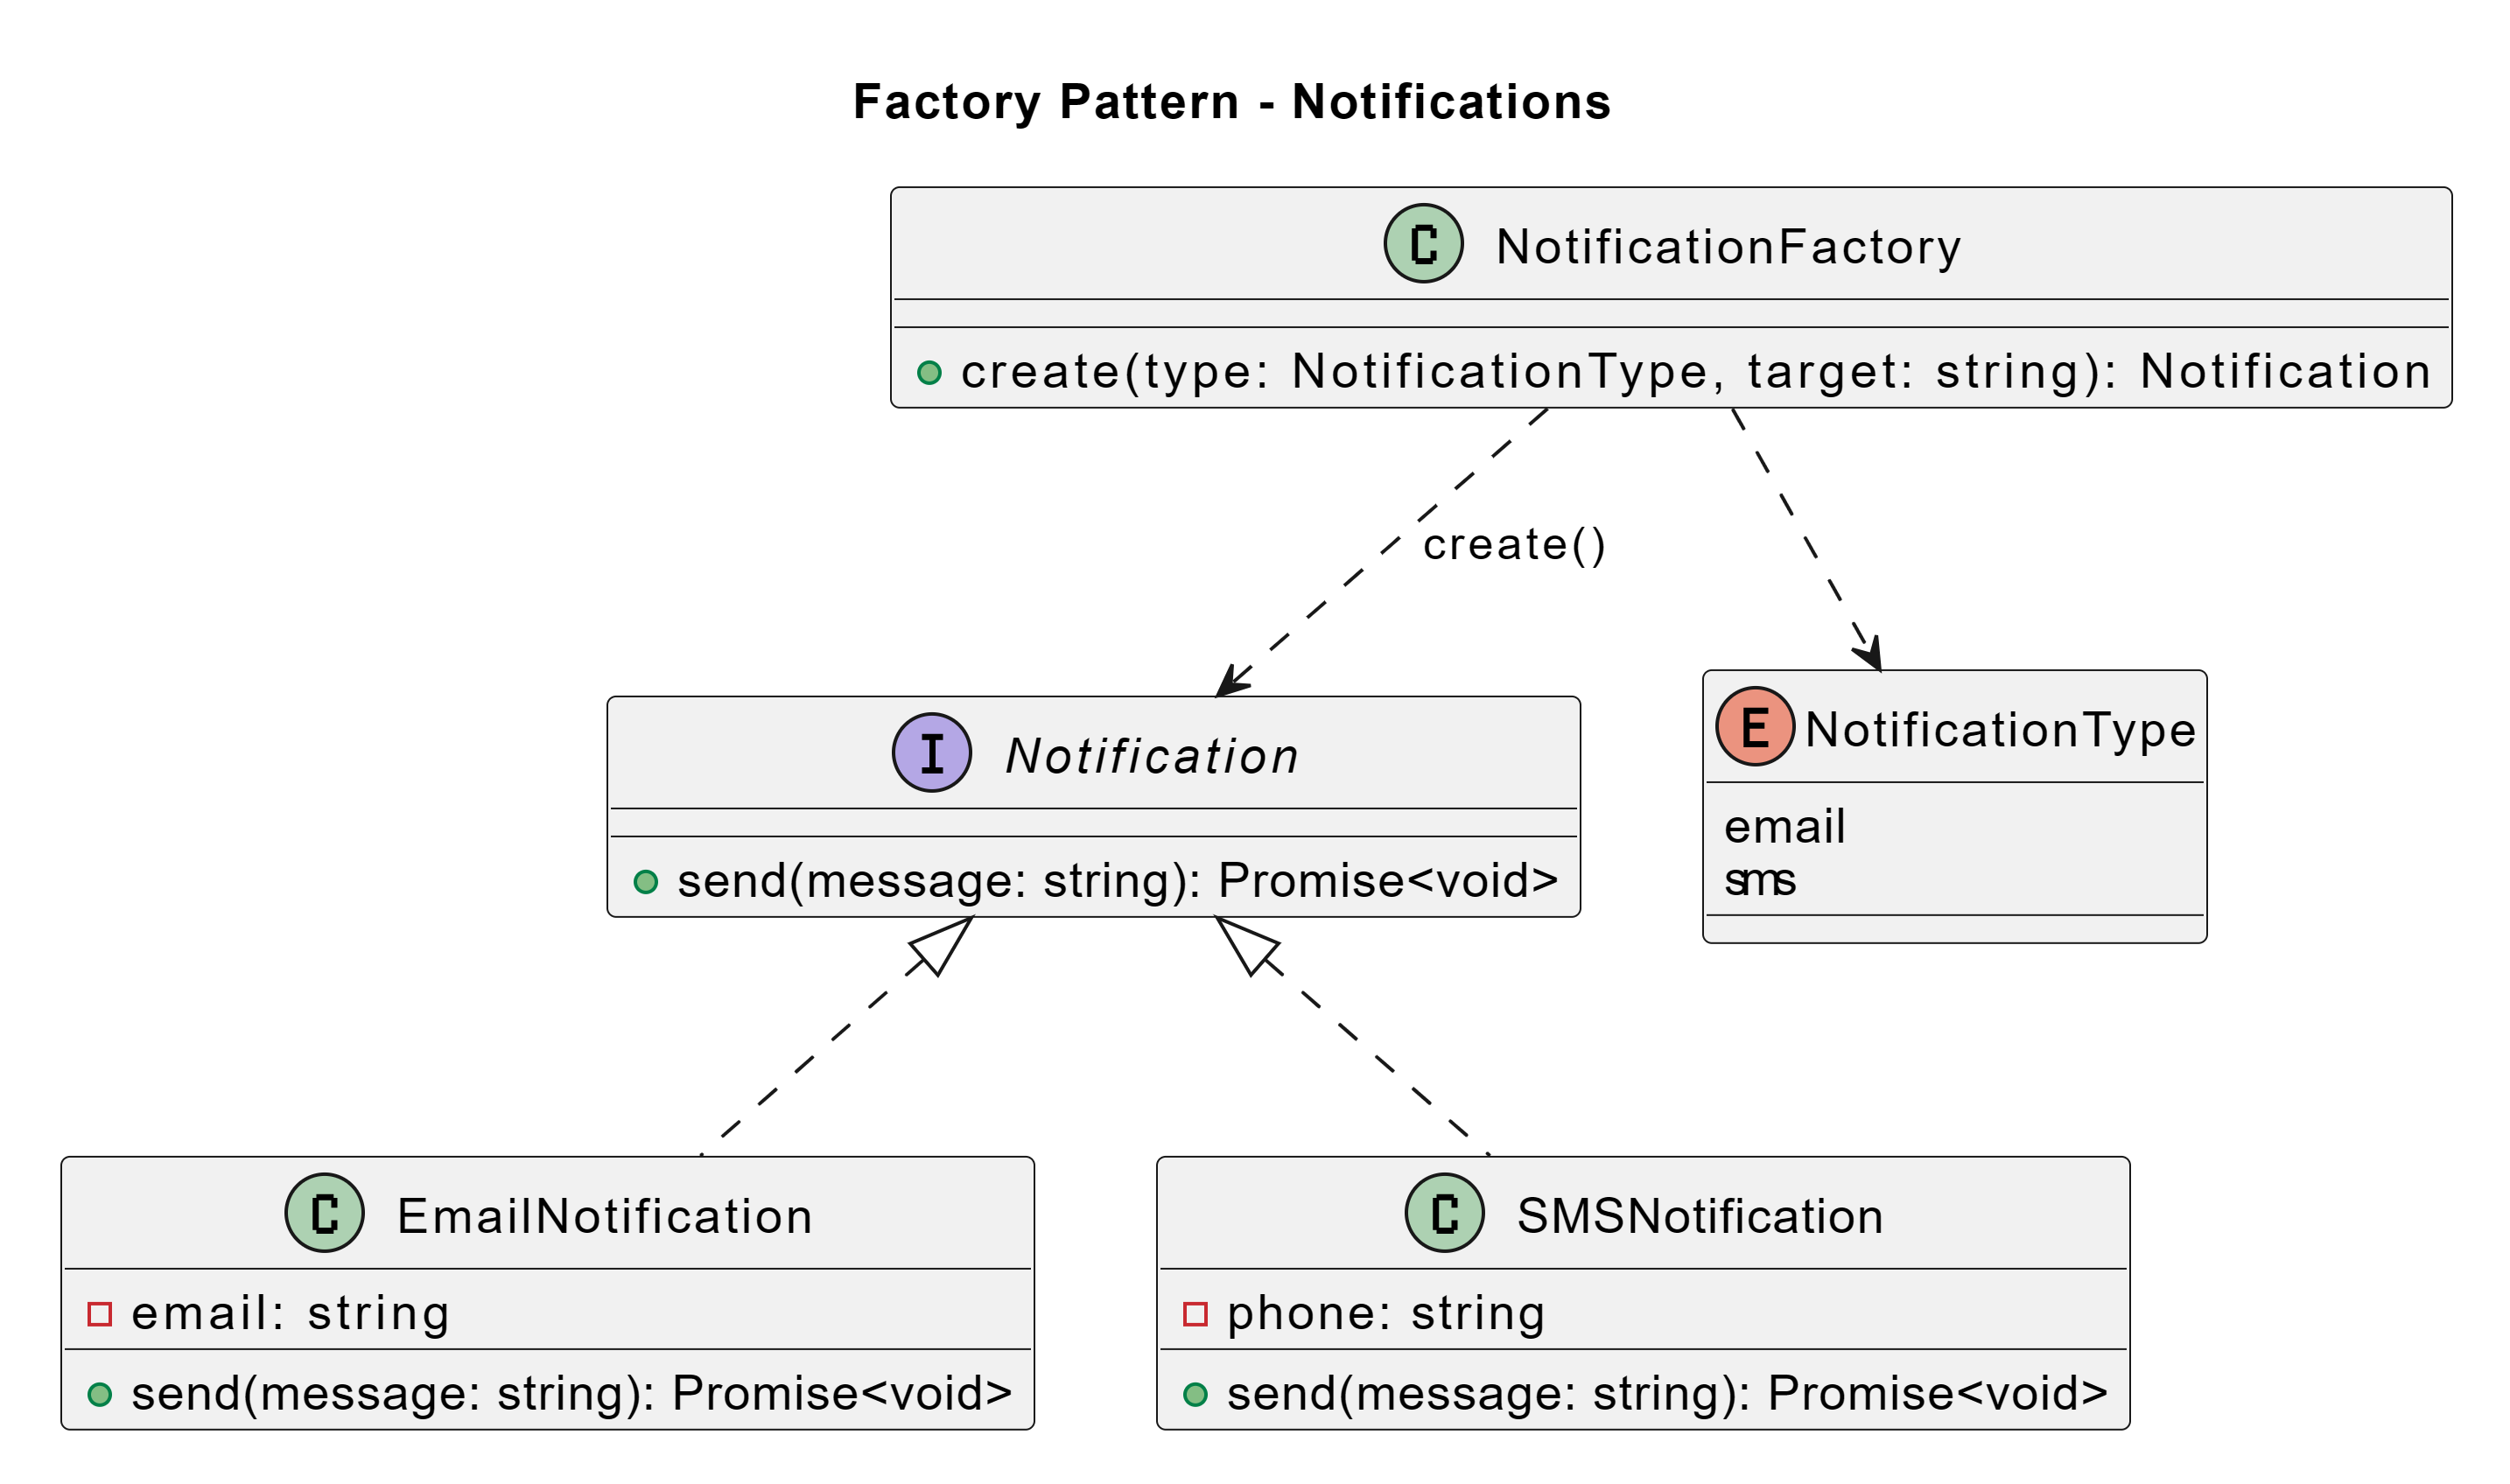 Factory Pattern - Notifications
C NotificationFactory
create(type: NotificationType, target: string): Notification
create()
I Notification
send(message: string): Promise<void>
E NotificationType
email
sms
C EmailNotification
email: string
send(message: string): Promise<void>
C SMSNotification
phone: string
send(message: string): Promise<void>